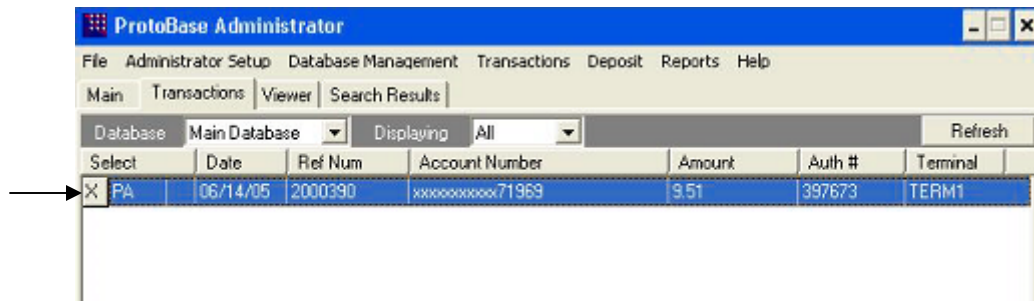 ProtoBase Administrator
File Administrator Setup Database Management Transactions Deposit Reports Help
Main Transactions Viewer Search Results
Database Main Database Displaying All Refresh
Select Date Ref Num Account Number Amount Auth # Terminal
X PA 06/14/05 2000390 xxxxxxxxxxx71969 9.51 397673 TERM1